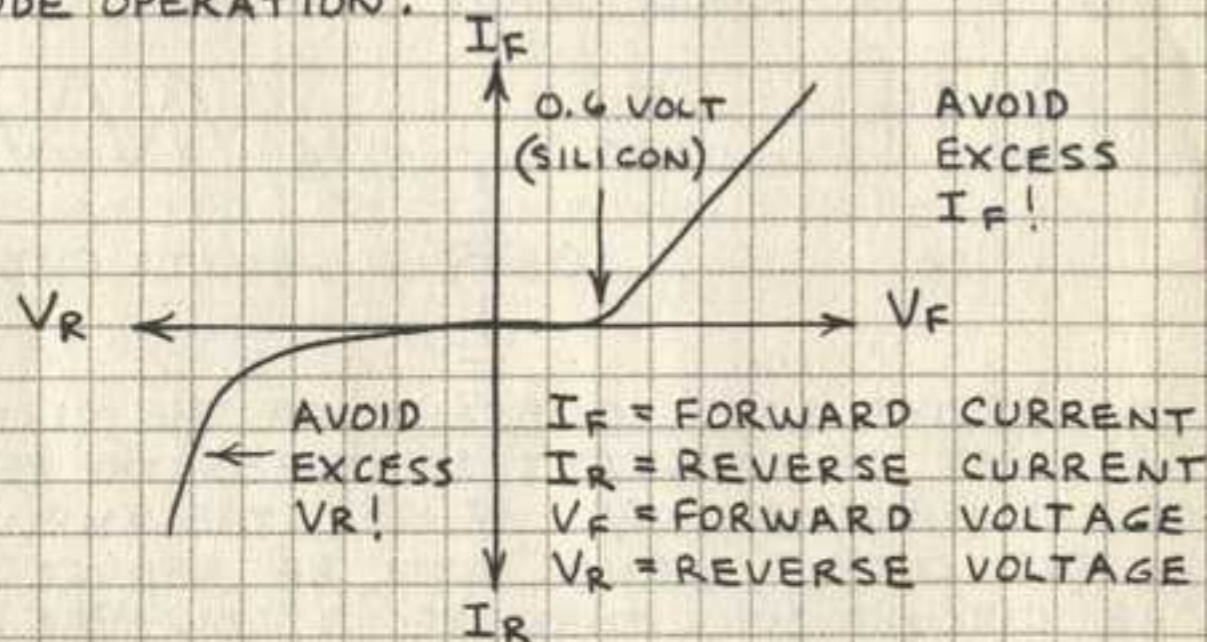 OPERATION.
IF
0.6 VOLT
(SILICON)
AVOID
EXCESS
IF!
VR
VF
AVOID
EXCESS
VR!
IF = FORWARD CURRENT
IR = REVERSE CURRENT
VF = FORWARD VOLTAGE
VR = REVERSE VOLTAGE
IR